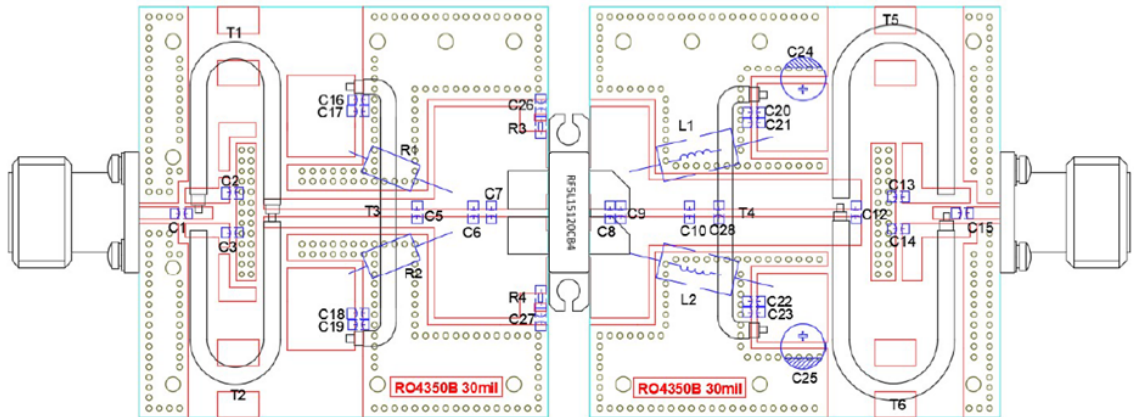 T1
T5
C24
C16
C17
C26
C20
C21
R3
L1
R1
C2
C7
C13
RF5L15120CB4
C1
T3
C5
C6
C8
C9
C10
C28
T4
C12
C15
C3
C14
R2
L2
R4
C22
C23
C18
C19
C27
C25
RO4350B 30mil
RO4350B 30mil
T2
T6